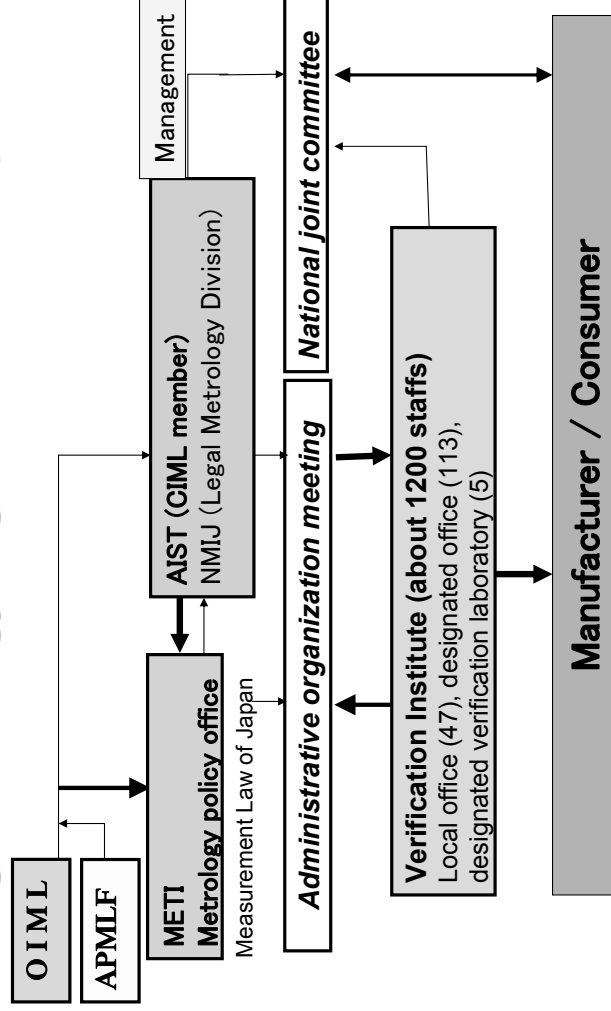 O I M L
APMLF
METI
Metrology policy office
Measurement Law of Japan
AIST (CIML member)
NMIJ (Legal Metrology Division)
Management
Administrative organization meeting
National joint committee
Verification Institute (about 1200 staffs)
Local office (47), designated office (113),
designated verification laboratory (5)
Manufacturer / Consumer